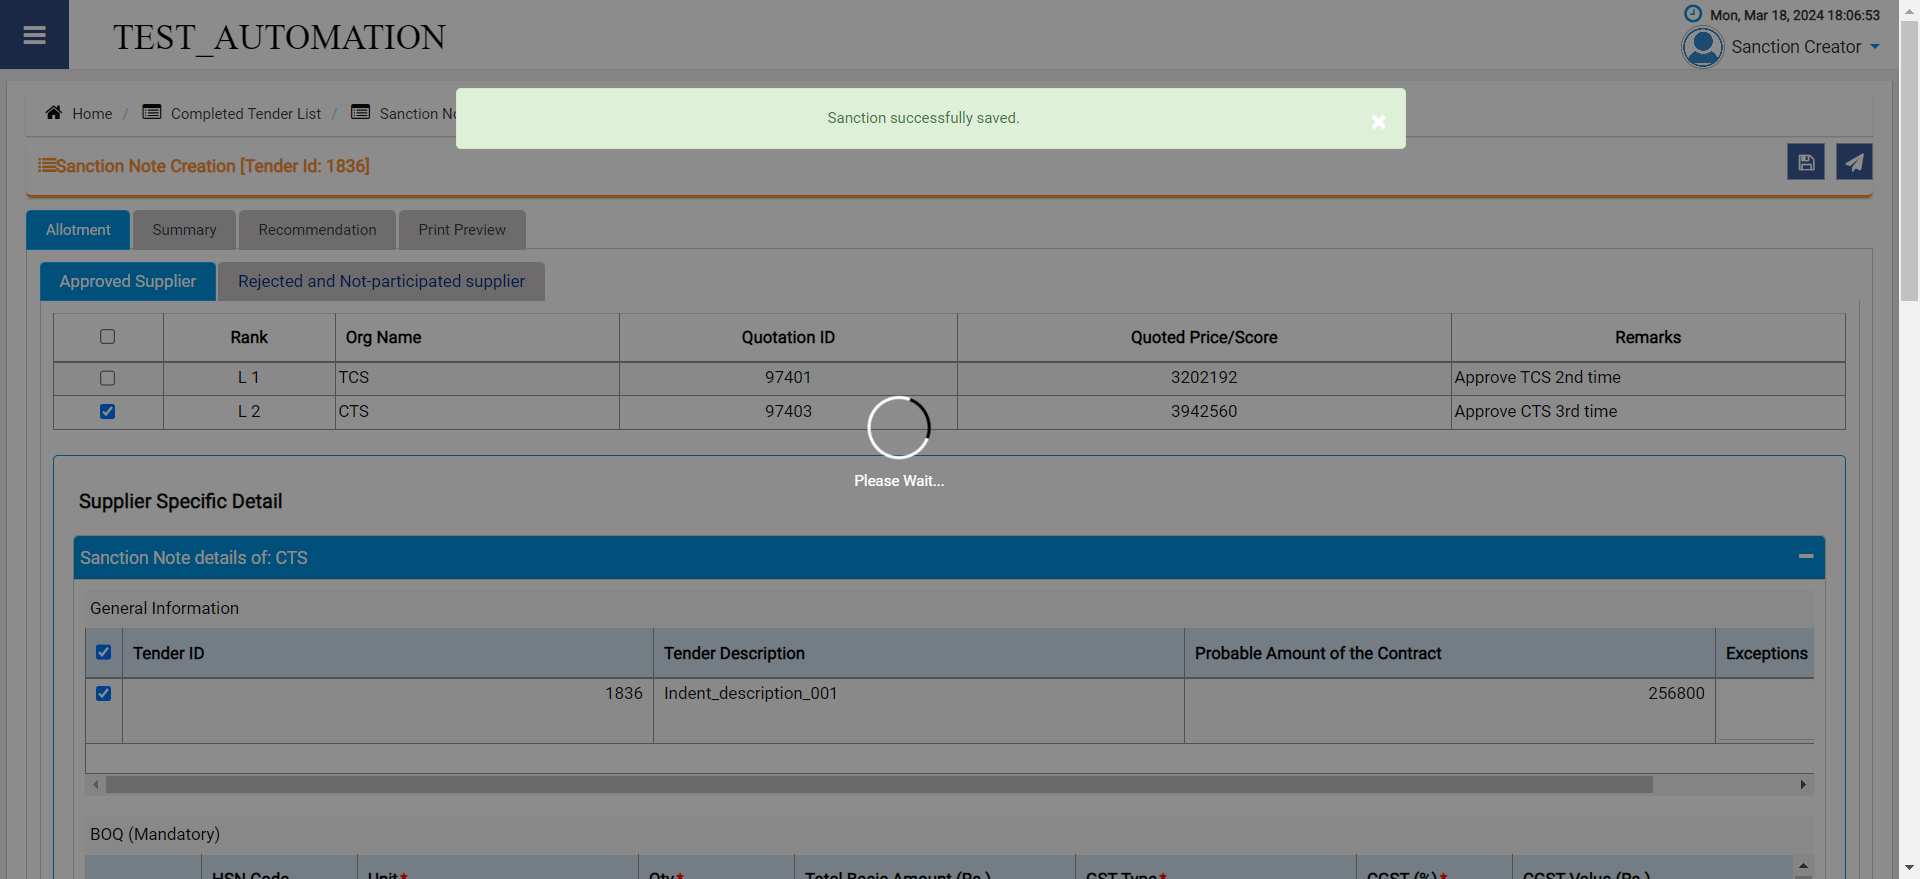 TEST_AUTOMATION
Mon, Mar 18, 2024 18:06:53
Sanction Creator
Home / Completed Tender List / Sanction No
Sanction successfully saved.
Sanction Note Creation [Tender Id: 1836]
Allotment Summary Recommendation Print Preview
Approved Supplier Rejected and Not-participated supplier
Rank Org Name Quotation ID Quoted Price/Score Remarks
L 1 TCS 97401 3202192 Approve TCS 2nd time
L 2 CTS 97403 3942560 Approve CTS 3rd time
Please Wait...
Supplier Specific Detail
Sanction Note details of: CTS
General Information
Tender ID Tender Description Probable Amount of the Contract Exceptions
1836 Indent_description_001 256800
BOQ (Mandatory)
HSN Code Unit* Qty* Total Basic Amount (Rs.) GST Type* CGST (%)* CGST Value (Rs.)